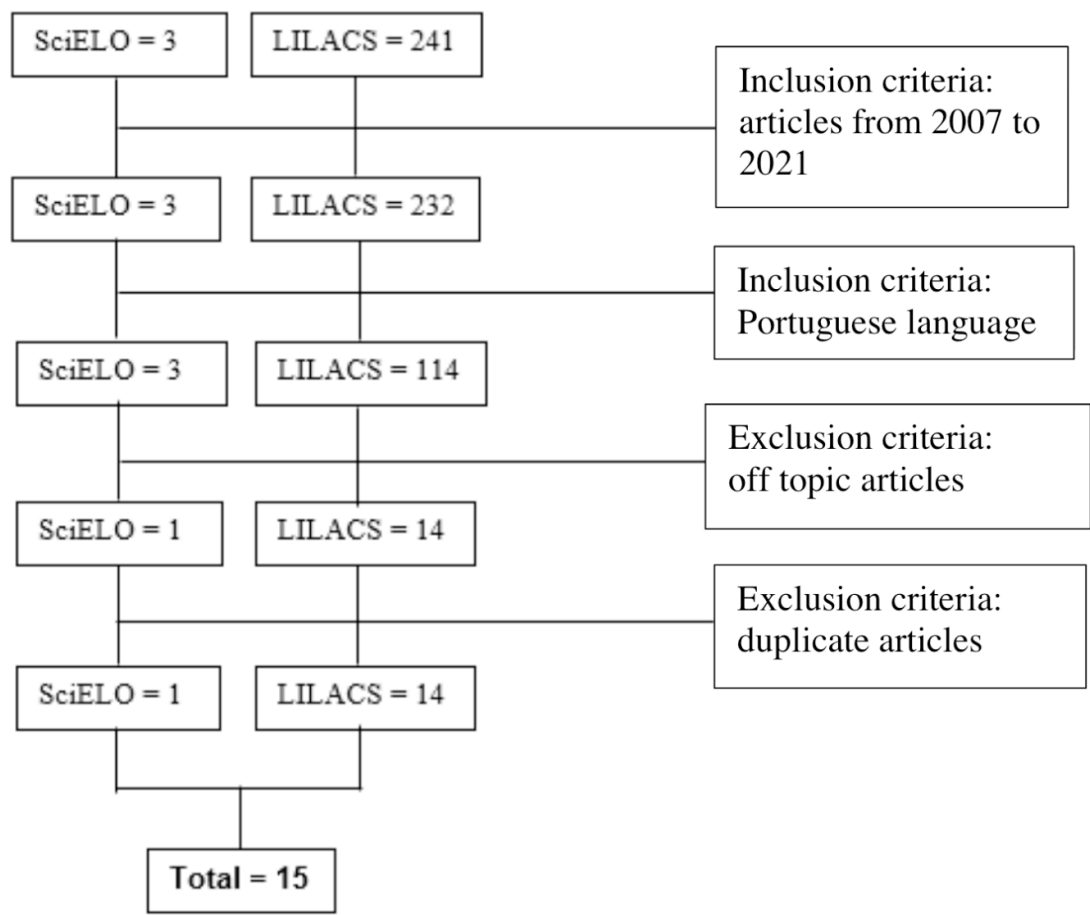 SciELO = 3
LILACS = 241
Inclusion criteria:
articles from 2007 to
2021
SciELO = 3
LILACS = 232
Inclusion criteria:
Portuguese language
SciELO = 3
LILACS = 114
Exclusion criteria:
off topic articles
SciELO = 1
LILACS = 14
Exclusion criteria:
duplicate articles
SciELO = 1
LILACS = 14
Total = 15